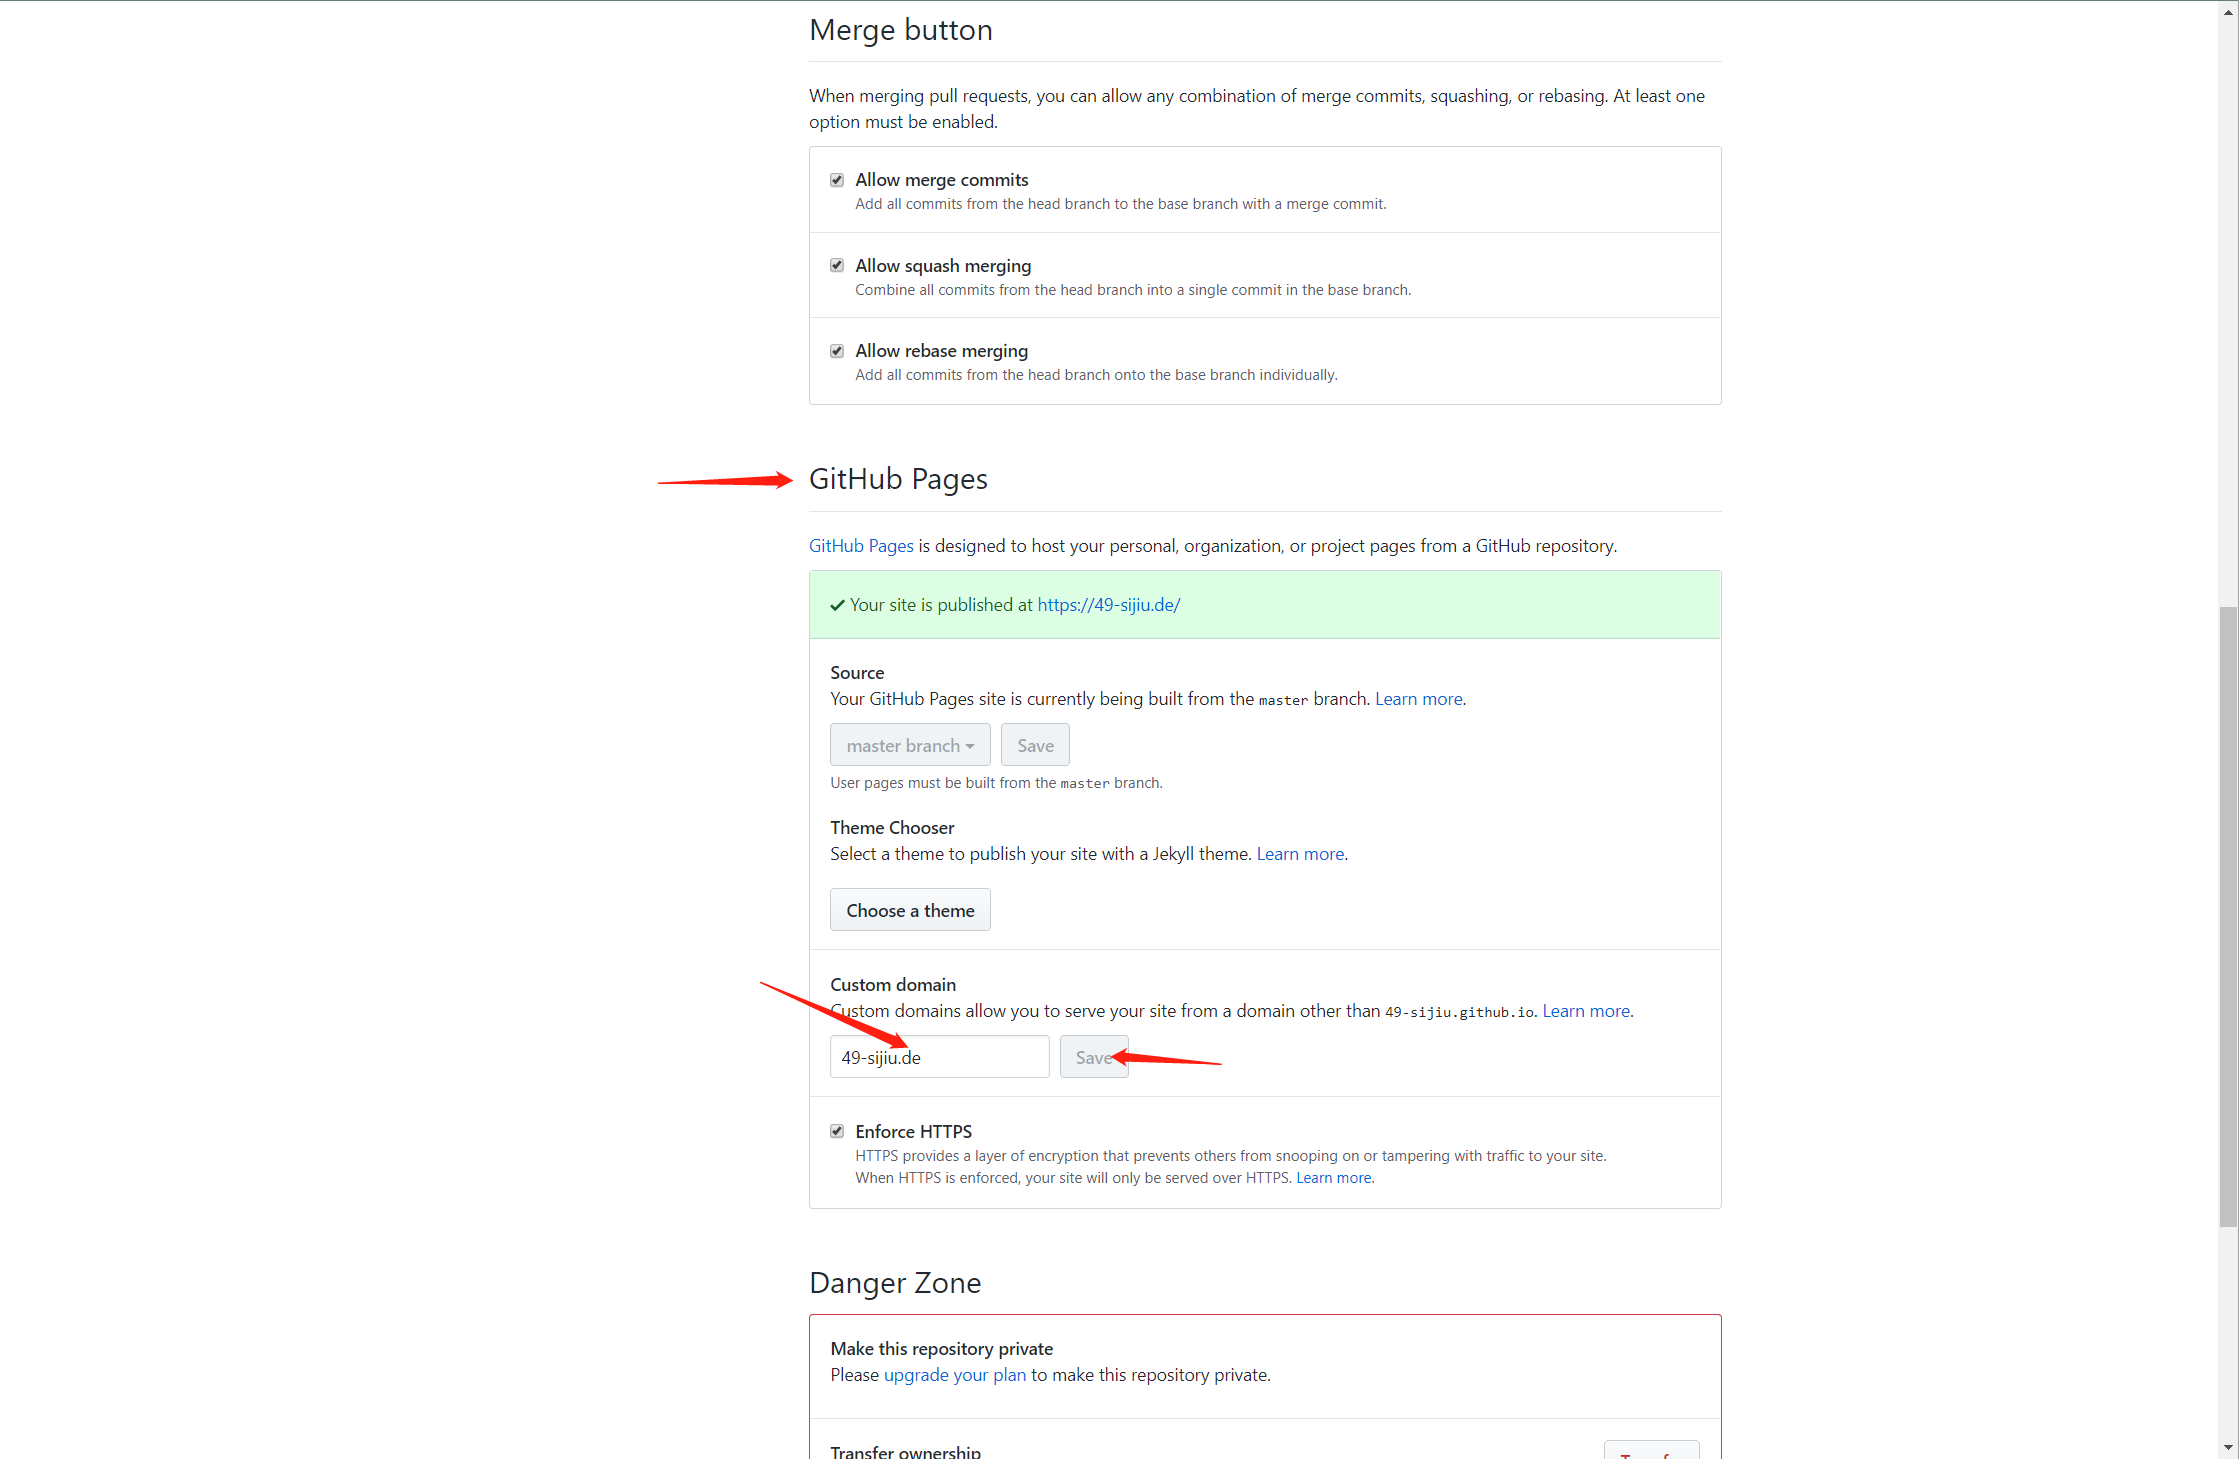 Merge button
When merging pull requests, you can allow any combination of merge commits, squashing, or rebasing. At least one
option must be enabled.
Allow merge commits
Add all commits from the head branch to the base branch with a merge commit.
Allow squash merging
Combine all commits from the head branch into a single commit in the base branch.
Allow rebase merging
Add all commits from the head branch onto the base branch individually.
GitHub Pages
GitHub Pages is designed to host your personal, organization, or project pages from a GitHub repository.
Your site is published at https://49-sijiu.de/
Source
Your GitHub Pages site is currently being built from the master branch. Learn more.
master branch Save
User pages must be built from the master branch.
Theme Chooser
Select a theme to publish your site with a Jekyll theme. Learn more.
Choose a theme
Custom domain
Custom domains allow you to serve your site from a domain other than 49-sijiu.github.io. Learn more.
49-sijiu.de Save
Enforce HTTPS
HTTPS provides a layer of encryption that prevents others from snooping on or tampering with traffic to your site.
When HTTPS is enforced, your site will only be served over HTTPS. Learn more.
Danger Zone
Make this repository private
Please upgrade your plan to make this repository private.
Transfer ownership